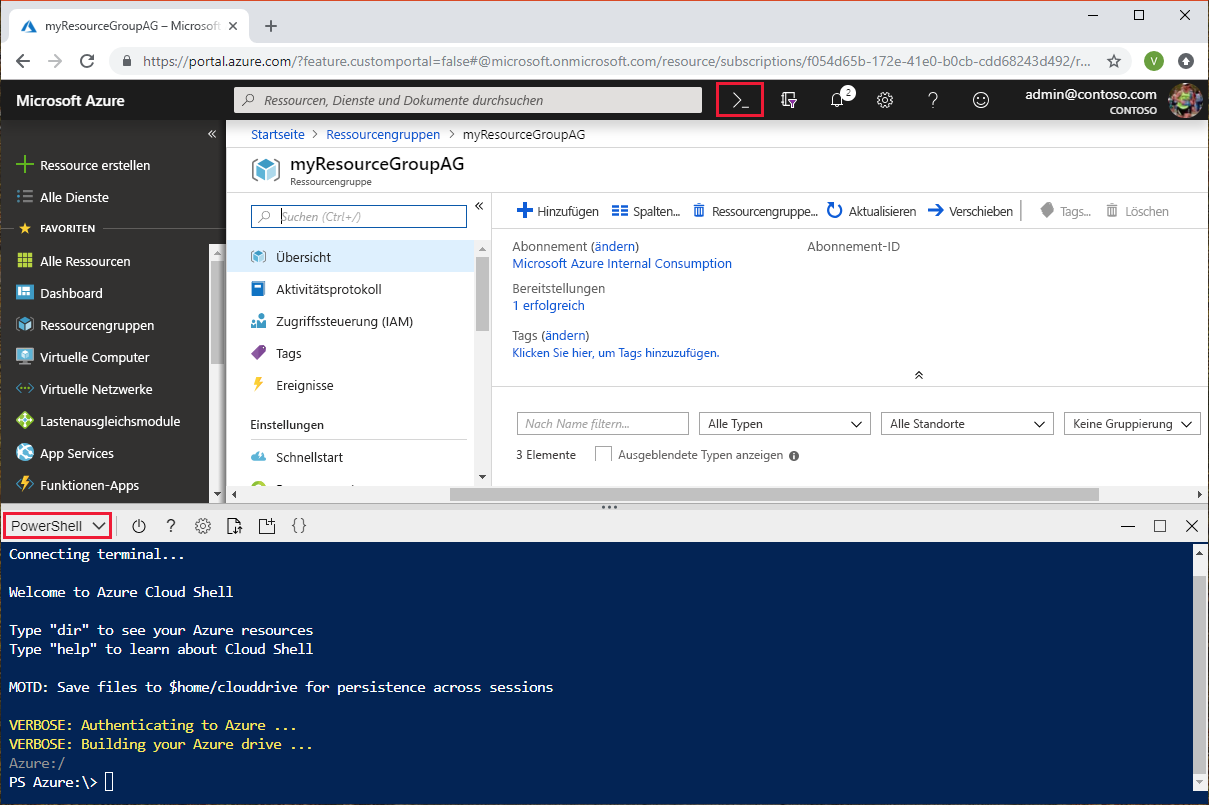 myResourceGroupAG – Microsoft
https://portal.azure.com/?feature.customportal=false#@microsoft.onmicrosoft.com/resource/subscriptions/f054d65b-172e-41e0-b0cb-cdd68243d492/r...
V
Microsoft Azure
Ressourcen, Dienste und Dokumente durchsuchen
2
admin@contoso.com
CONTOSO
Startseite > Ressourcengruppen > myResourceGroupAG
myResourceGroupAG
Ressourcengruppe
Ressource erstellen
Alle Dienste
FAVORITEN
Alle Ressourcen
Dashboard
Ressourcengruppen
Virtuelle Computer
Virtuelle Netzwerke
Lastenausgleichsmodule
App Services
Funktionen-Apps
Suchen (Ctrl+/)
Übersicht
Aktivitätsprotokoll
Zugriffssteuerung (IAM)
Tags
Ereignisse
Einstellungen
Schnellstart
Hinzufügen Spalten... Ressourcengruppe... Aktualisieren Verschieben Tags... Löschen
Abonnement (ändern) Abonnement-ID
Microsoft Azure Internal Consumption
Bereitstellungen
1 erfolgreich
Tags (ändern)
Klicken Sie hier, um Tags hinzuzufügen.
Nach Name filtern... Alle Typen Alle Standorte Keine Gruppierung
3 Elemente Ausgeblendete Typen anzeigen
PowerShell
Connecting terminal...
Welcome to Azure Cloud Shell
Type "dir" to see your Azure resources
Type "help" to learn about Cloud Shell
MOTD: Save files to $home/clouddrive for persistence across sessions
VERBOSE: Authenticating to Azure ...
VERBOSE: Building your Azure drive ...
Azure:/
PS Azure:\>